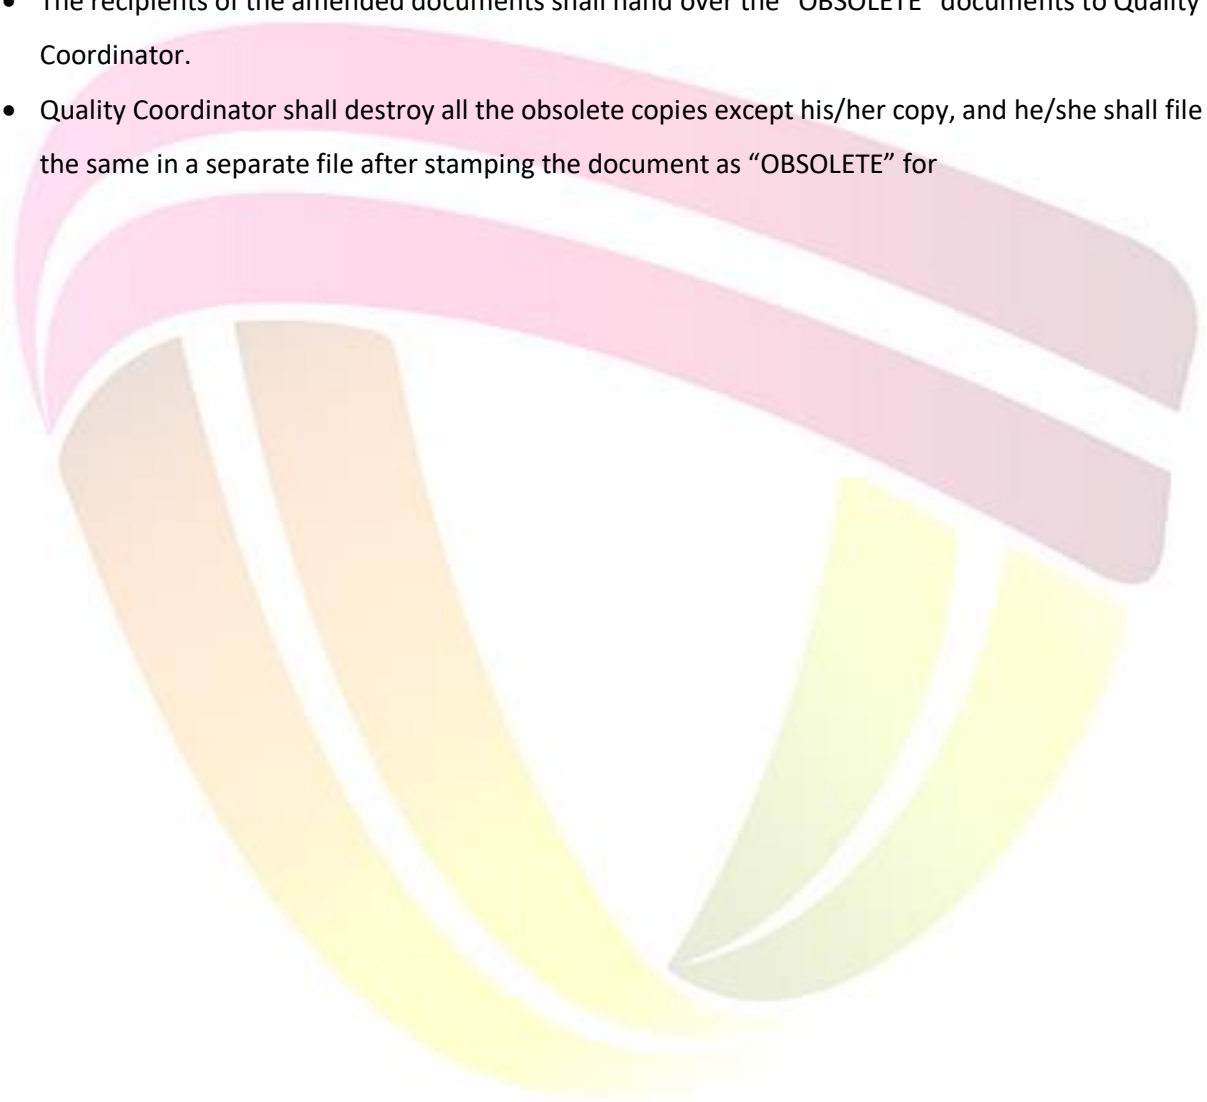 • The recipients of the amended documents shall hand over the “OBSOLETE” documents to Quality
Coordinator.
• Quality Coordinator shall destroy all the obsolete copies except his/her copy, and he/she shall file
the same in a separate file after stamping the document as “OBSOLETE” for